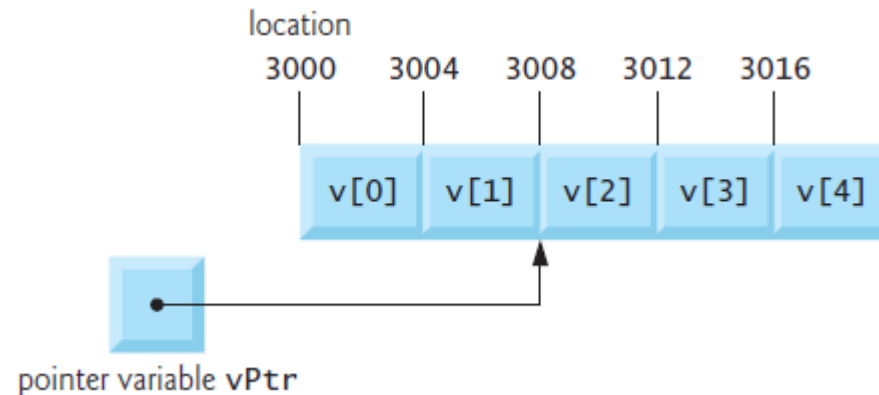 location
3000 3004 3008 3012 3016
v[0] v[1] v[2] v[3] v[4]
pointer variable vPtr